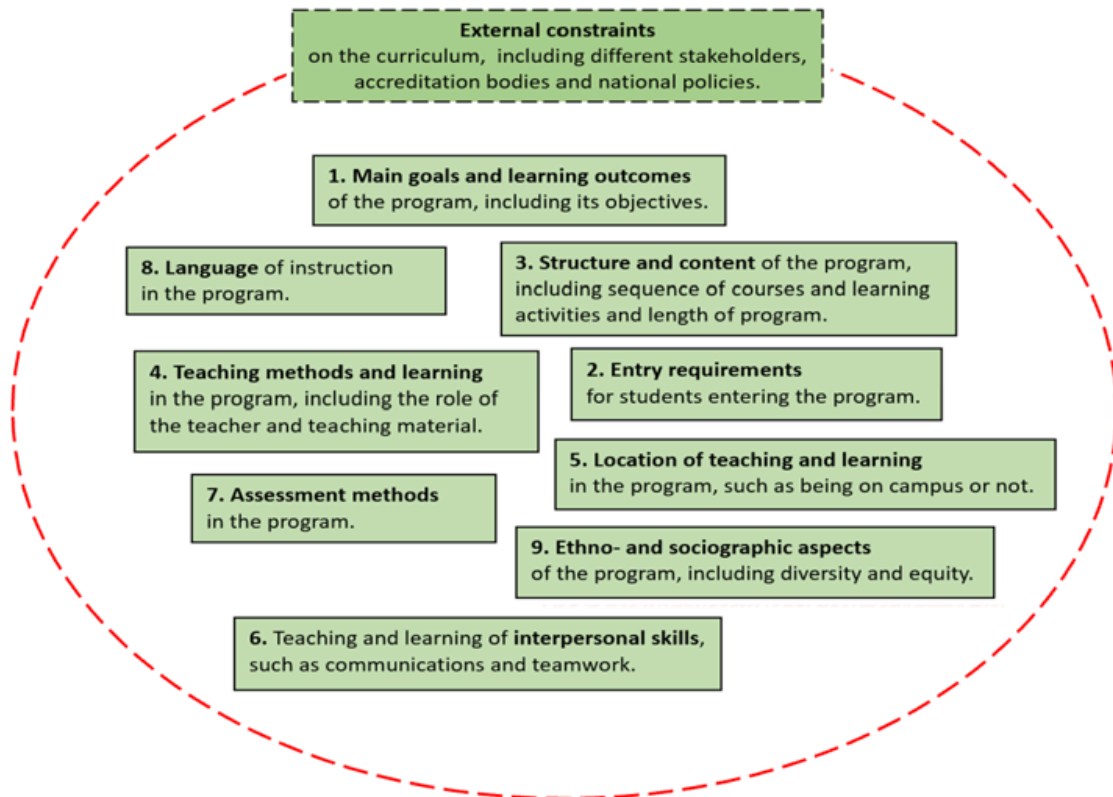 External constraints
on the curriculum, including different stakeholders,
accreditation bodies and national policies.
1. Main goals and learning outcomes
of the program, including its objectives.
8. Language of instruction
in the program.
3. Structure and content of the program,
including sequence of courses and learning
activities and length of program.
4. Teaching methods and learning
in the program, including the role of
the teacher and teaching material.
2. Entry requirements
for students entering the program.
5. Location of teaching and learning
in the program, such as being on campus or not.
7. Assessment methods
in the program.
9. Ethno- and sociographic aspects
of the program, including diversity and equity.
6. Teaching and learning of interpersonal skills,
such as communications and teamwork.